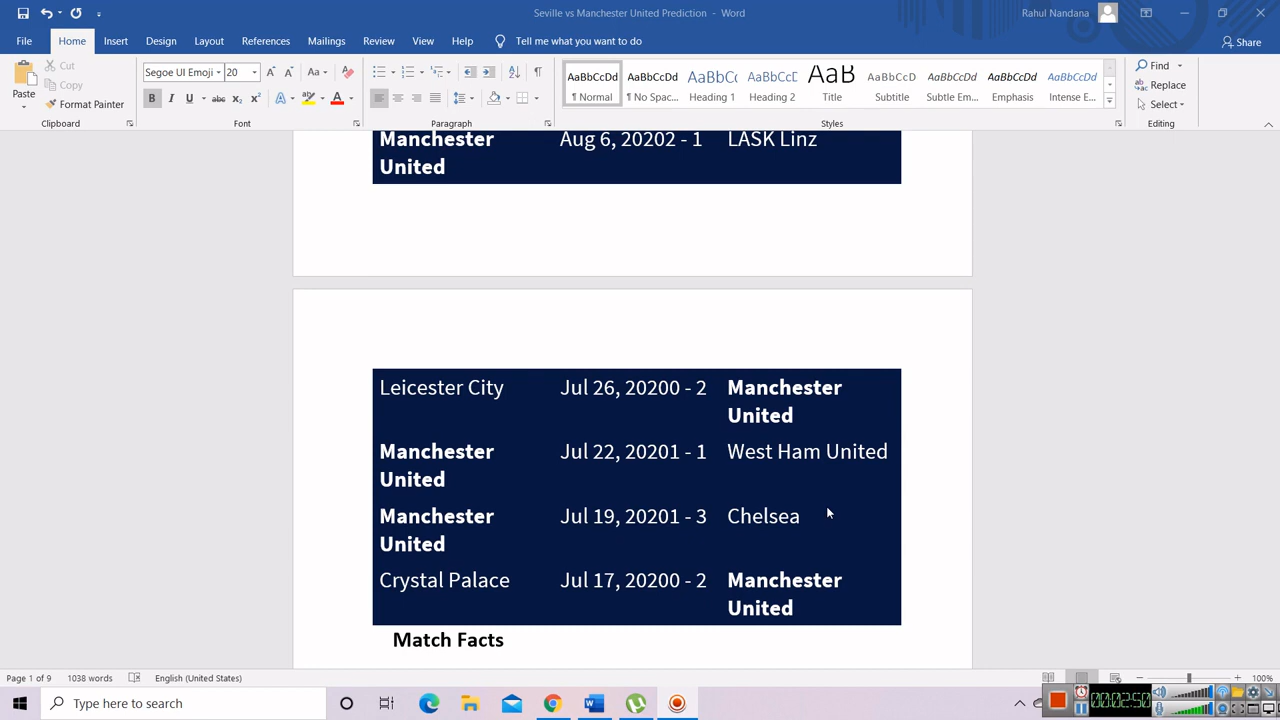 Seville vs Manchester United Prediction - Word
Rahul Nandana
File Home Insert Design Layout References Mailings Review View Help Tell me what you want to do
Share
Paste
Cut
Copy
Format Painter
Segoe UI Emoji 20
AaBbCcDd AaBbCcDd AaBbCc AaBbCcE AaB AaBbCcDd AaBbCcDd AaBbCcDd AaBbCcDd
¶ Normal ¶ No Spac... Heading 1 Heading 2 Title Subtitle Subtle Em... Emphasis Intense E...
Find
Replace
Select
Clipboard Font Paragraph Styles Editing
Manchester United Aug 6, 20202 - 1 LASK Linz
Leicester City Jul 26, 20200 - 2 Manchester United
Manchester United Jul 22, 20201 - 1 West Ham United
Manchester United Jul 19, 20201 - 3 Chelsea
Crystal Palace Jul 17, 20200 - 2 Manchester United
Match Facts
Page 1 of 9 1038 words English (United States) 100%
Type here to search
00:02:50